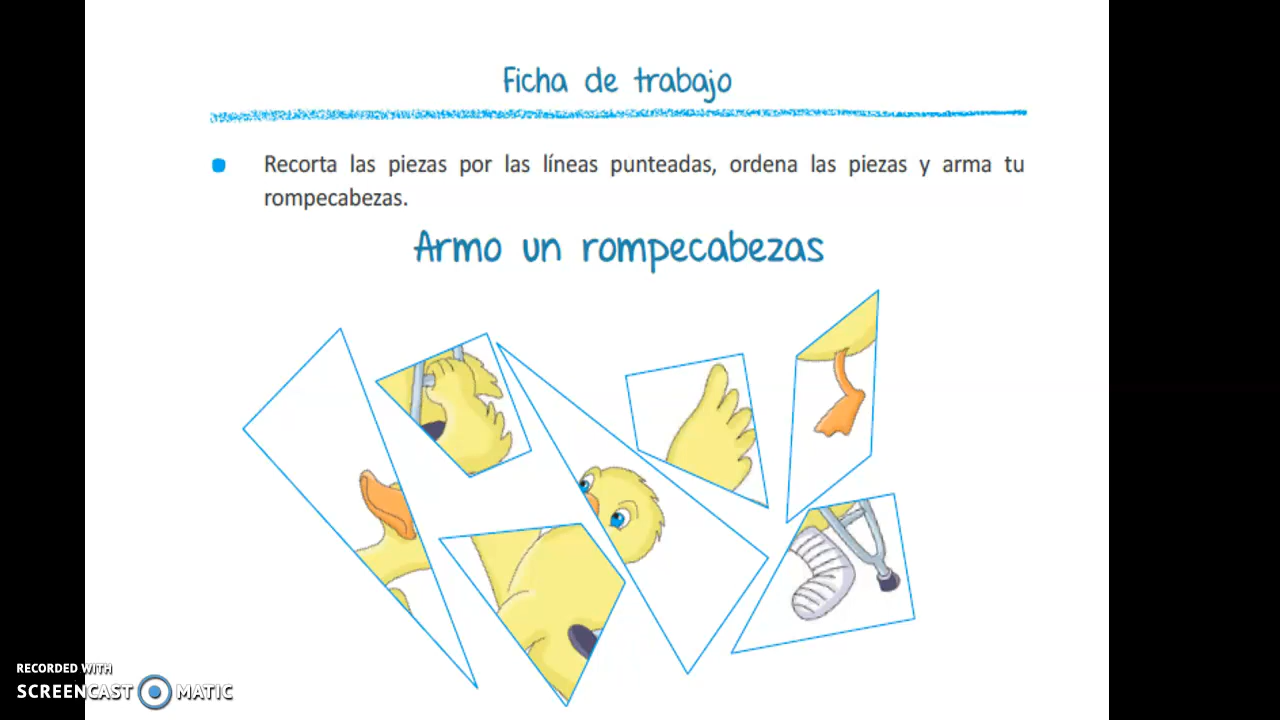 Ficha de trabajo
Recorta las piezas por las líneas punteadas, ordena las piezas y arma tu
rompecabezas.
Armo un rompecabezas
RECORDED WITH
SCREENCAST MATIC